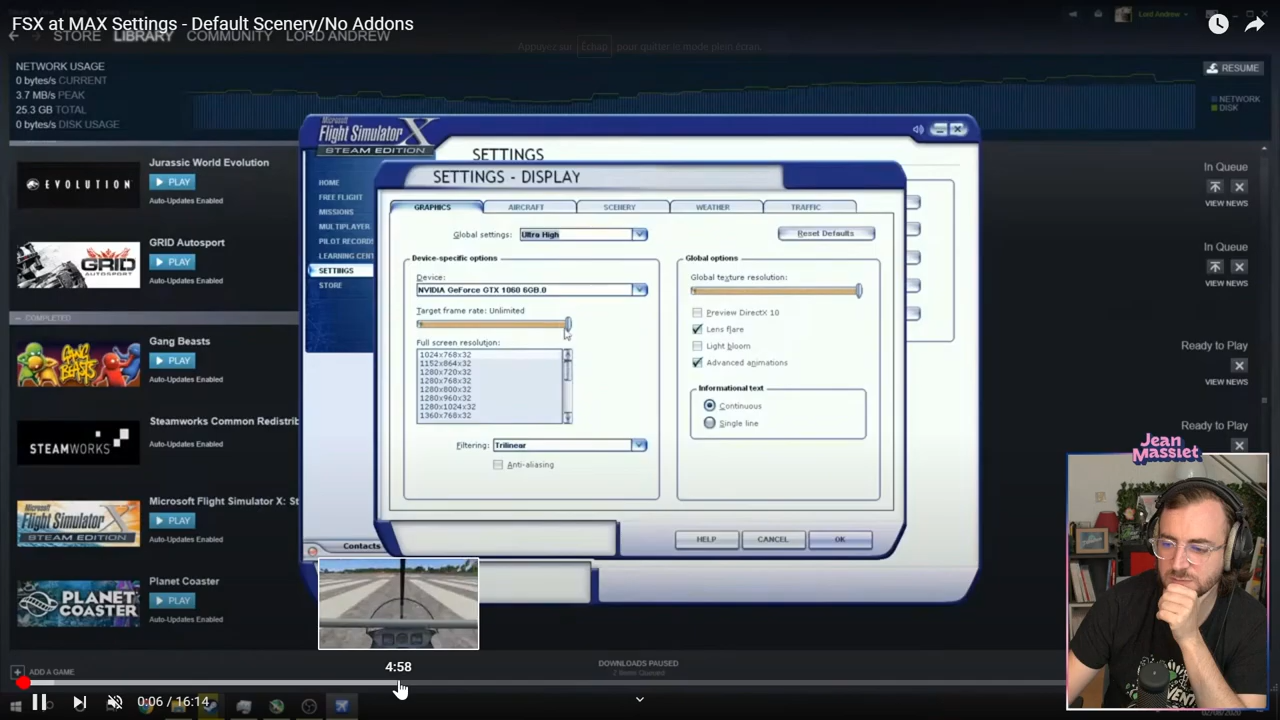 FSX at MAX Settings - Default Scenery/No Addons
STORE LIBRARY COMMUNITY LORD ANDREW
Lord Andrew
Appuyez sur Échap pour quitter le mode plein écran.
NETWORK USAGE
0 bytes/s CURRENT
3.7 MB/s PEAK
25.3 GB TOTAL
0 bytes/s DISK USAGE
RESUME
NETWORK
DISK
Jurassic World Evolution
EVOLUTION
PLAY
Auto-Updates Enabled
GRID Autosport
GRID
AUTOSPORT
PLAY
Auto-Updates Enabled
COMPLETED
Gang Beasts
GANG
BEASTS
PLAY
Auto-Updates Enabled
Steamworks Common Redistrib
STEAMWORKS
Auto-Updates Enabled
Microsoft Flight Simulator X: St
Microsoft
Flight Simulator X
STEAM EDITION
PLAY
Auto-Updates Enabled
Planet Coaster
PLANET
COASTER
PLAY
Auto-Updates Enabled
ADD A GAME
Microsoft
Flight Simulator X
STEAM EDITION
SETTINGS
HOME
FREE FLIGHT
MISSIONS
MULTIPLAYER
PILOT RECORDS
LEARNING CENT
SETTINGS
STORE
SETTINGS - DISPLAY
GRAPHICS AIRCRAFT SCENERY WEATHER TRAFFIC
Global settings: Ultra High
Reset Defaults
Device-specific options
Device:
NVIDIA GeForce GTX 1060 6GB.0
Target frame rate: Unlimited
Full screen resolution:
1024x768x32
1152x864x32
1280x720x32
1280x768x32
1280x800x32
1280x960x32
1280x1024x32
1360x768x32
Filtering: Trilinear
Anti-aliasing
Global options
Global texture resolution:
Preview DirectX 10
Lens flare
Light bloom
Advanced animations
Informational text
Continuous
Single line
HELP CANCEL OK
Contacts
In Queue
VIEW NEWS
In Queue
VIEW NEWS
Ready to Play
VIEW NEWS
Ready to Play
Jean
Massiet
4:58
DOWNLOADS PAUSED
0:06 / 16:14